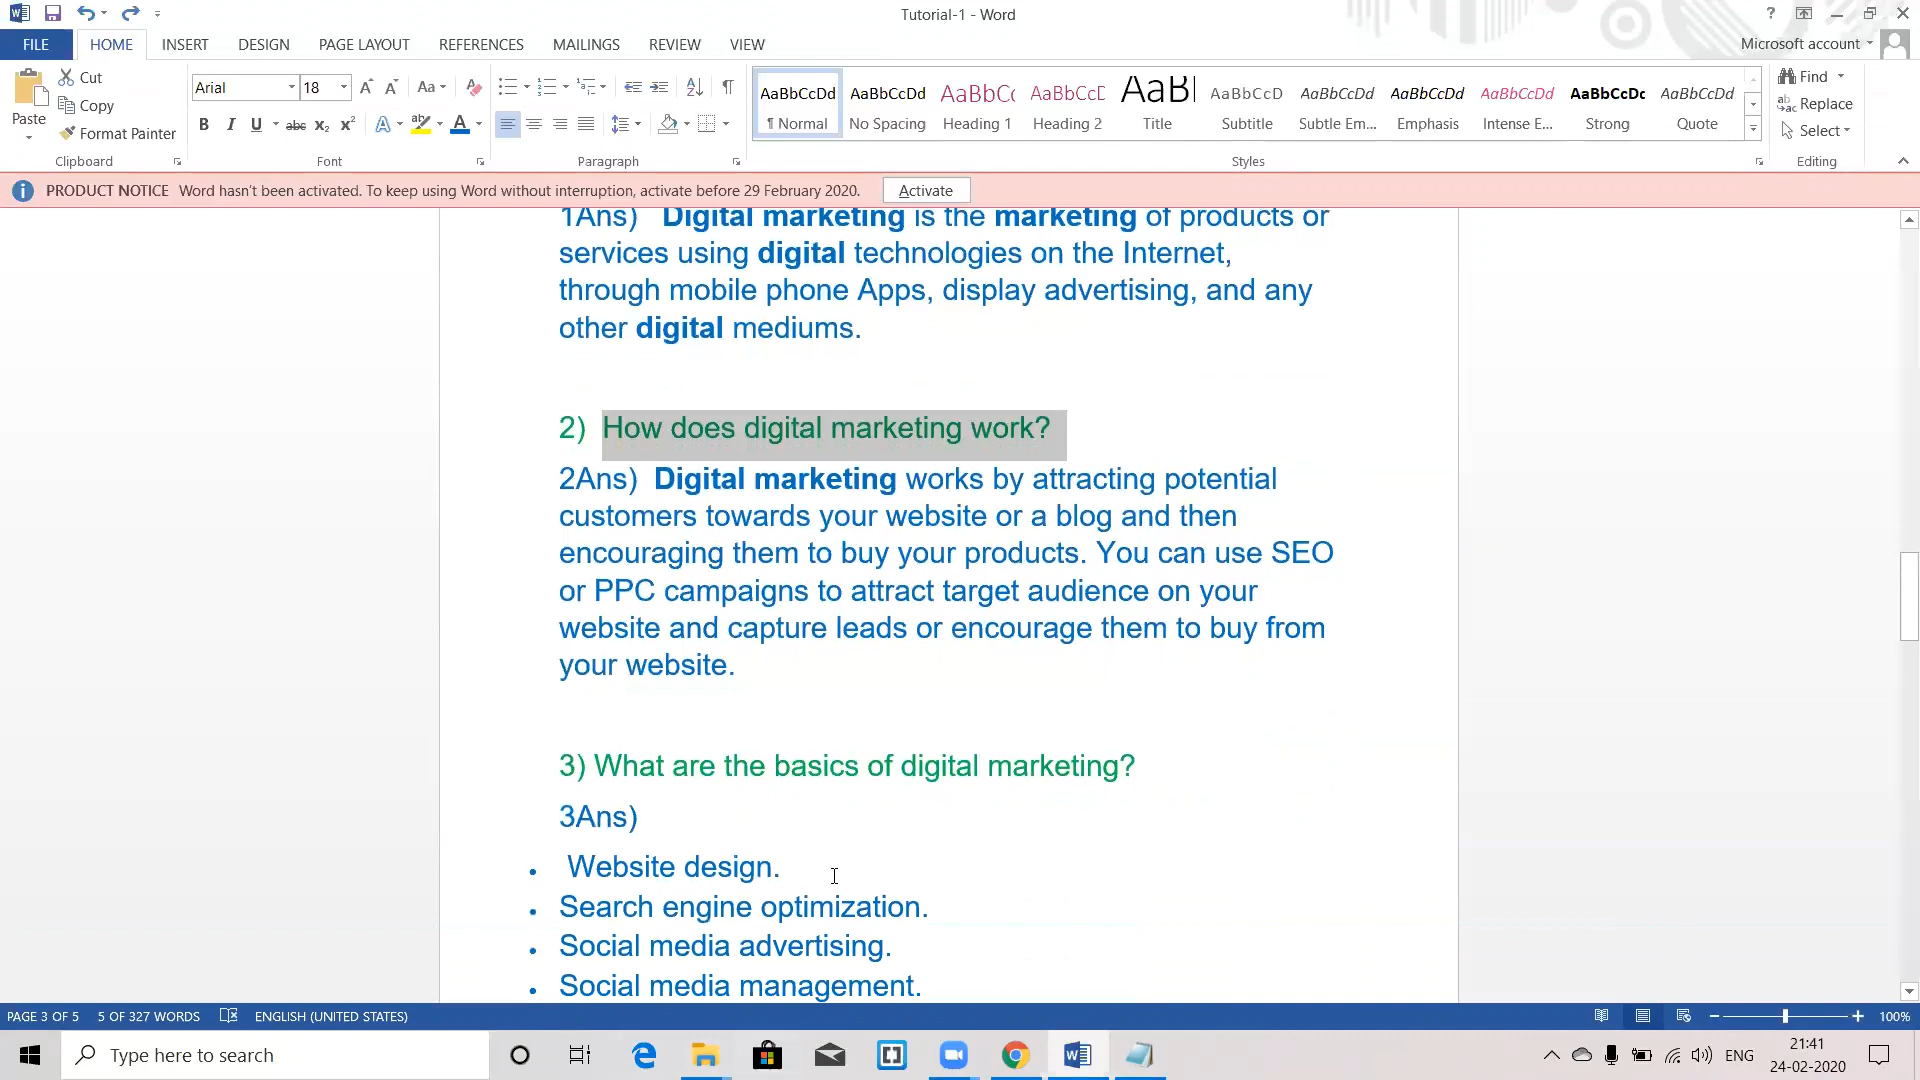 Tutorial-1 - Word
?
FILE HOME INSERT DESIGN PAGE LAYOUT REFERENCES MAILINGS REVIEW VIEW
Microsoft account
Paste
Cut
Copy
Format Painter
Clipboard
Arial 18
Aa
B I U abc x₂ x² A A
Font
Paragraph
AaBbCcDd AaBbCcDd AaBbCc AaBbCcD AaBl AaBbCcD AaBbCcDd AaBbCcDd AaBbCcDd AaBbCcDc AaBbCcDd
¶ Normal No Spacing Heading 1 Heading 2 Title Subtitle Subtle Em... Emphasis Intense E... Strong Quote
Styles
Find
Replace
Select
Editing
PRODUCT NOTICE Word hasn't been activated. To keep using Word without interruption, activate before 29 February 2020. Activate
1Ans) Digital marketing is the marketing of products or
services using digital technologies on the Internet,
through mobile phone Apps, display advertising, and any
other digital mediums.
2) How does digital marketing work?
2Ans) Digital marketing works by attracting potential
customers towards your website or a blog and then
encouraging them to buy your products. You can use SEO
or PPC campaigns to attract target audience on your
website and capture leads or encourage them to buy from
your website.
3) What are the basics of digital marketing?
3Ans)
• Website design.
• Search engine optimization.
• Social media advertising.
• Social media management.
PAGE 3 OF 5 5 OF 327 WORDS ENGLISH (UNITED STATES) 100%
Type here to search
ENG
21:41
24-02-2020